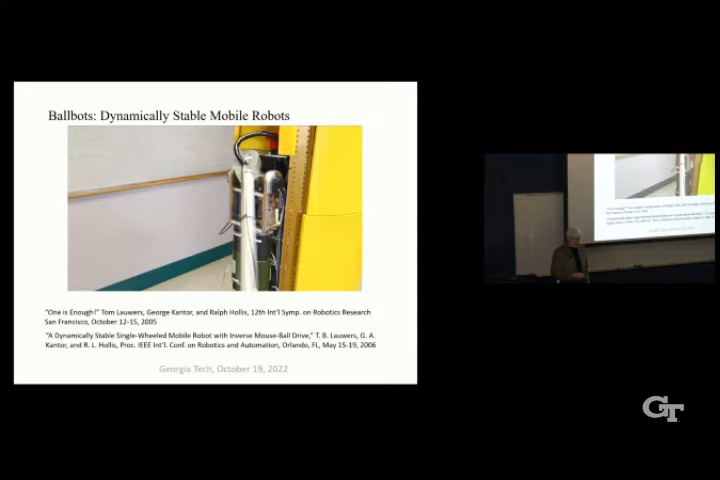 Ballbots: Dynamically Stable Mobile Robots
"One is Enough!" Tom Lauwers, George Kantor, and Ralph Hollis, 12th Int'l Symp. on Robotics Research
San Francisco, October 12-15, 2005
"A Dynamically Stable Single-Wheeled Mobile Robot with Inverse Mouse-Ball Drive," T. B. Lauwers, G. A.
Kantor, and R. L. Hollis, Proc. IEEE Int'l. Conf. on Robotics and Automation, Orlando, FL, May 15-19, 2006
Georgia Tech, October 19, 2022
GT